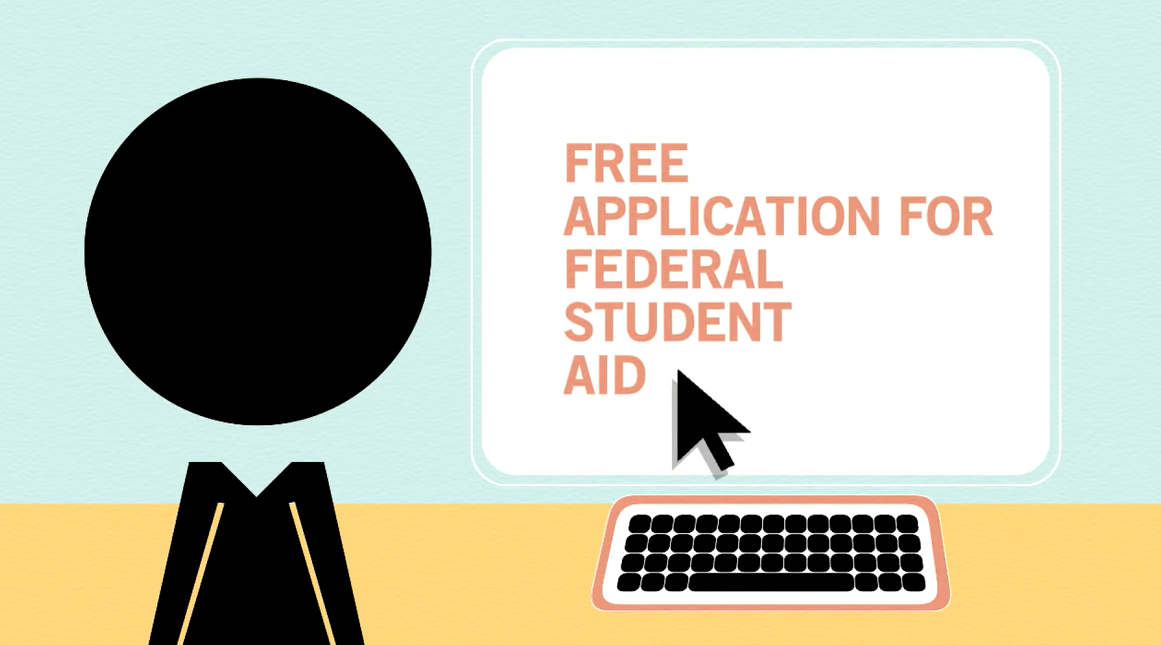 FREE
APPLICATION FOR
FEDERAL
STUDENT
AID